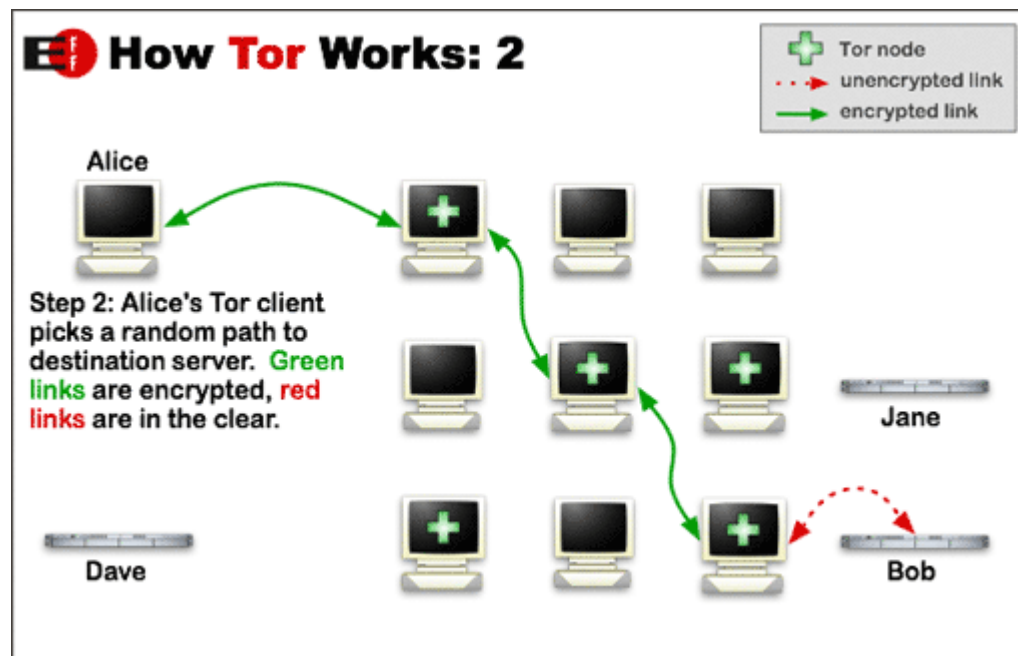 EFF How Tor Works: 2
Tor node
unencrypted link
encrypted link
Alice
Step 2: Alice's Tor client
picks a random path to
destination server. Green
links are encrypted, red
links are in the clear.
Jane
Dave
Bob